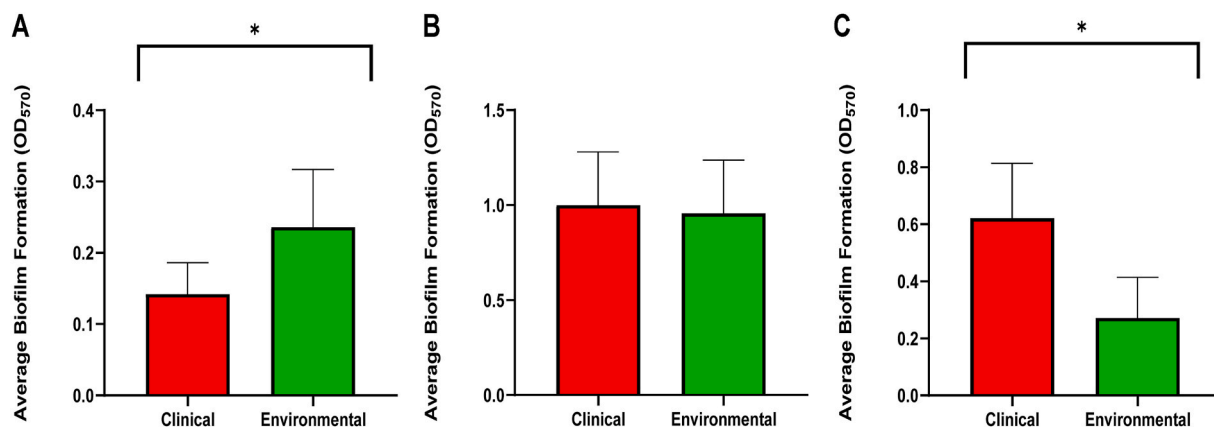 A
*
Average Biofilm Formation (OD570)
0.4
0.3
0.2
0.1
0.0
Clinical
Environmental
B
Average Biofilm Formation (OD570)
1.5
1.0
0.5
0.0
Clinical
Environmental
C
*
Average Biofilm Formation (OD570)
1.0
0.8
0.6
0.4
0.2
0.0
Clinical
Environmental